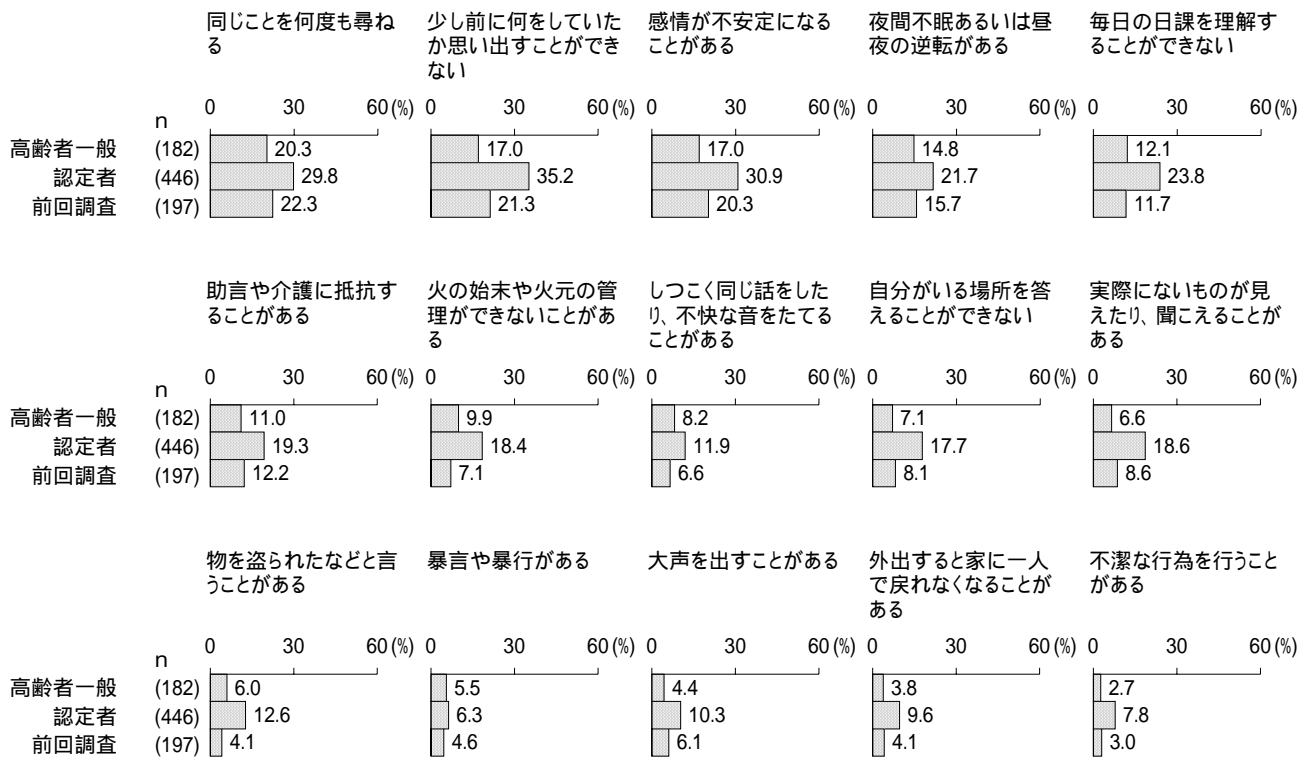 同じことを何度も尋ね
る
少し前に何をしていた
か思い出すことができ
ない
感情が不安定になる
ことがある
夜間不眠あるいは昼
夜の逆転がある
毎日の日課を理解す
ることができない
0 30 60(%) 0 30 60(%) 0 30 60(%) 0 30 60(%) 0 30 60(%)
n
高齢者一般 (182) 20.3 17.0 17.0 14.8 12.1
認定者 (446) 29.8 35.2 30.9 21.7 23.8
前回調査 (197) 22.3 21.3 20.3 15.7 11.7
助言や介護に抵抗す
ることがある
火の始末や火元の管
理ができないことがあ
る
しつこく同じ話をした
り、不快な音をたてる
ことがある
自分がいる場所を答
えることができない
実際にないものが見
えたり、聞こえることが
ある
0 30 60(%) 0 30 60(%) 0 30 60(%) 0 30 60(%) 0 30 60(%)
n
高齢者一般 (182) 11.0 9.9 8.2 7.1 6.6
認定者 (446) 19.3 18.4 11.9 17.7 18.6
前回調査 (197) 12.2 7.1 6.6 8.1 8.6
物を盗られたなどと言
うことがある
暴言や暴行がある
大声を出すことがある
外出すると家に一人
で戻れなくなることが
ある
不潔な行為を行うこと
がある
0 30 60(%) 0 30 60(%) 0 30 60(%) 0 30 60(%) 0 30 60(%)
n
高齢者一般 (182) 6.0 5.5 4.4 3.8 2.7
認定者 (446) 12.6 6.3 10.3 9.6 7.8
前回調査 (197) 4.1 4.6 6.1 4.1 3.0